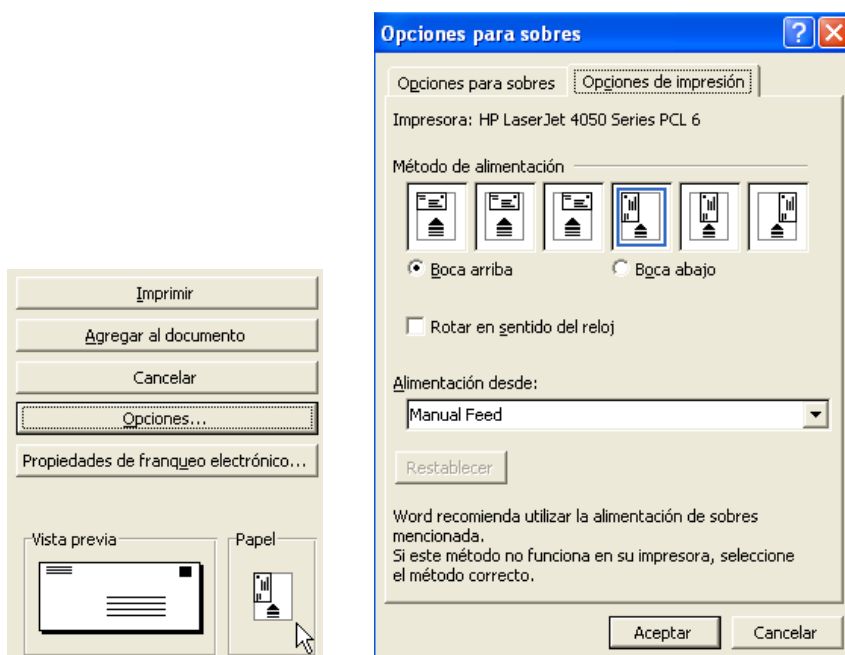 Imprimir
Agregar al documento
Cancelar
Opciones...
Propiedades de franqueo electrónico...
Vista previa
Papel
Opciones para sobres
Opciones para sobres
Opciones de impresión
Impresora: HP LaserJet 4050 Series PCL 6
Método de alimentación
Boca arriba
Boca abajo
Rotar en sentido del reloj
Alimentación desde:
Manual Feed
Restablecer
Word recomienda utilizar la alimentación de sobres
mencionada.
Si este método no funciona en su impresora, seleccione
el método correcto.
Aceptar
Cancelar